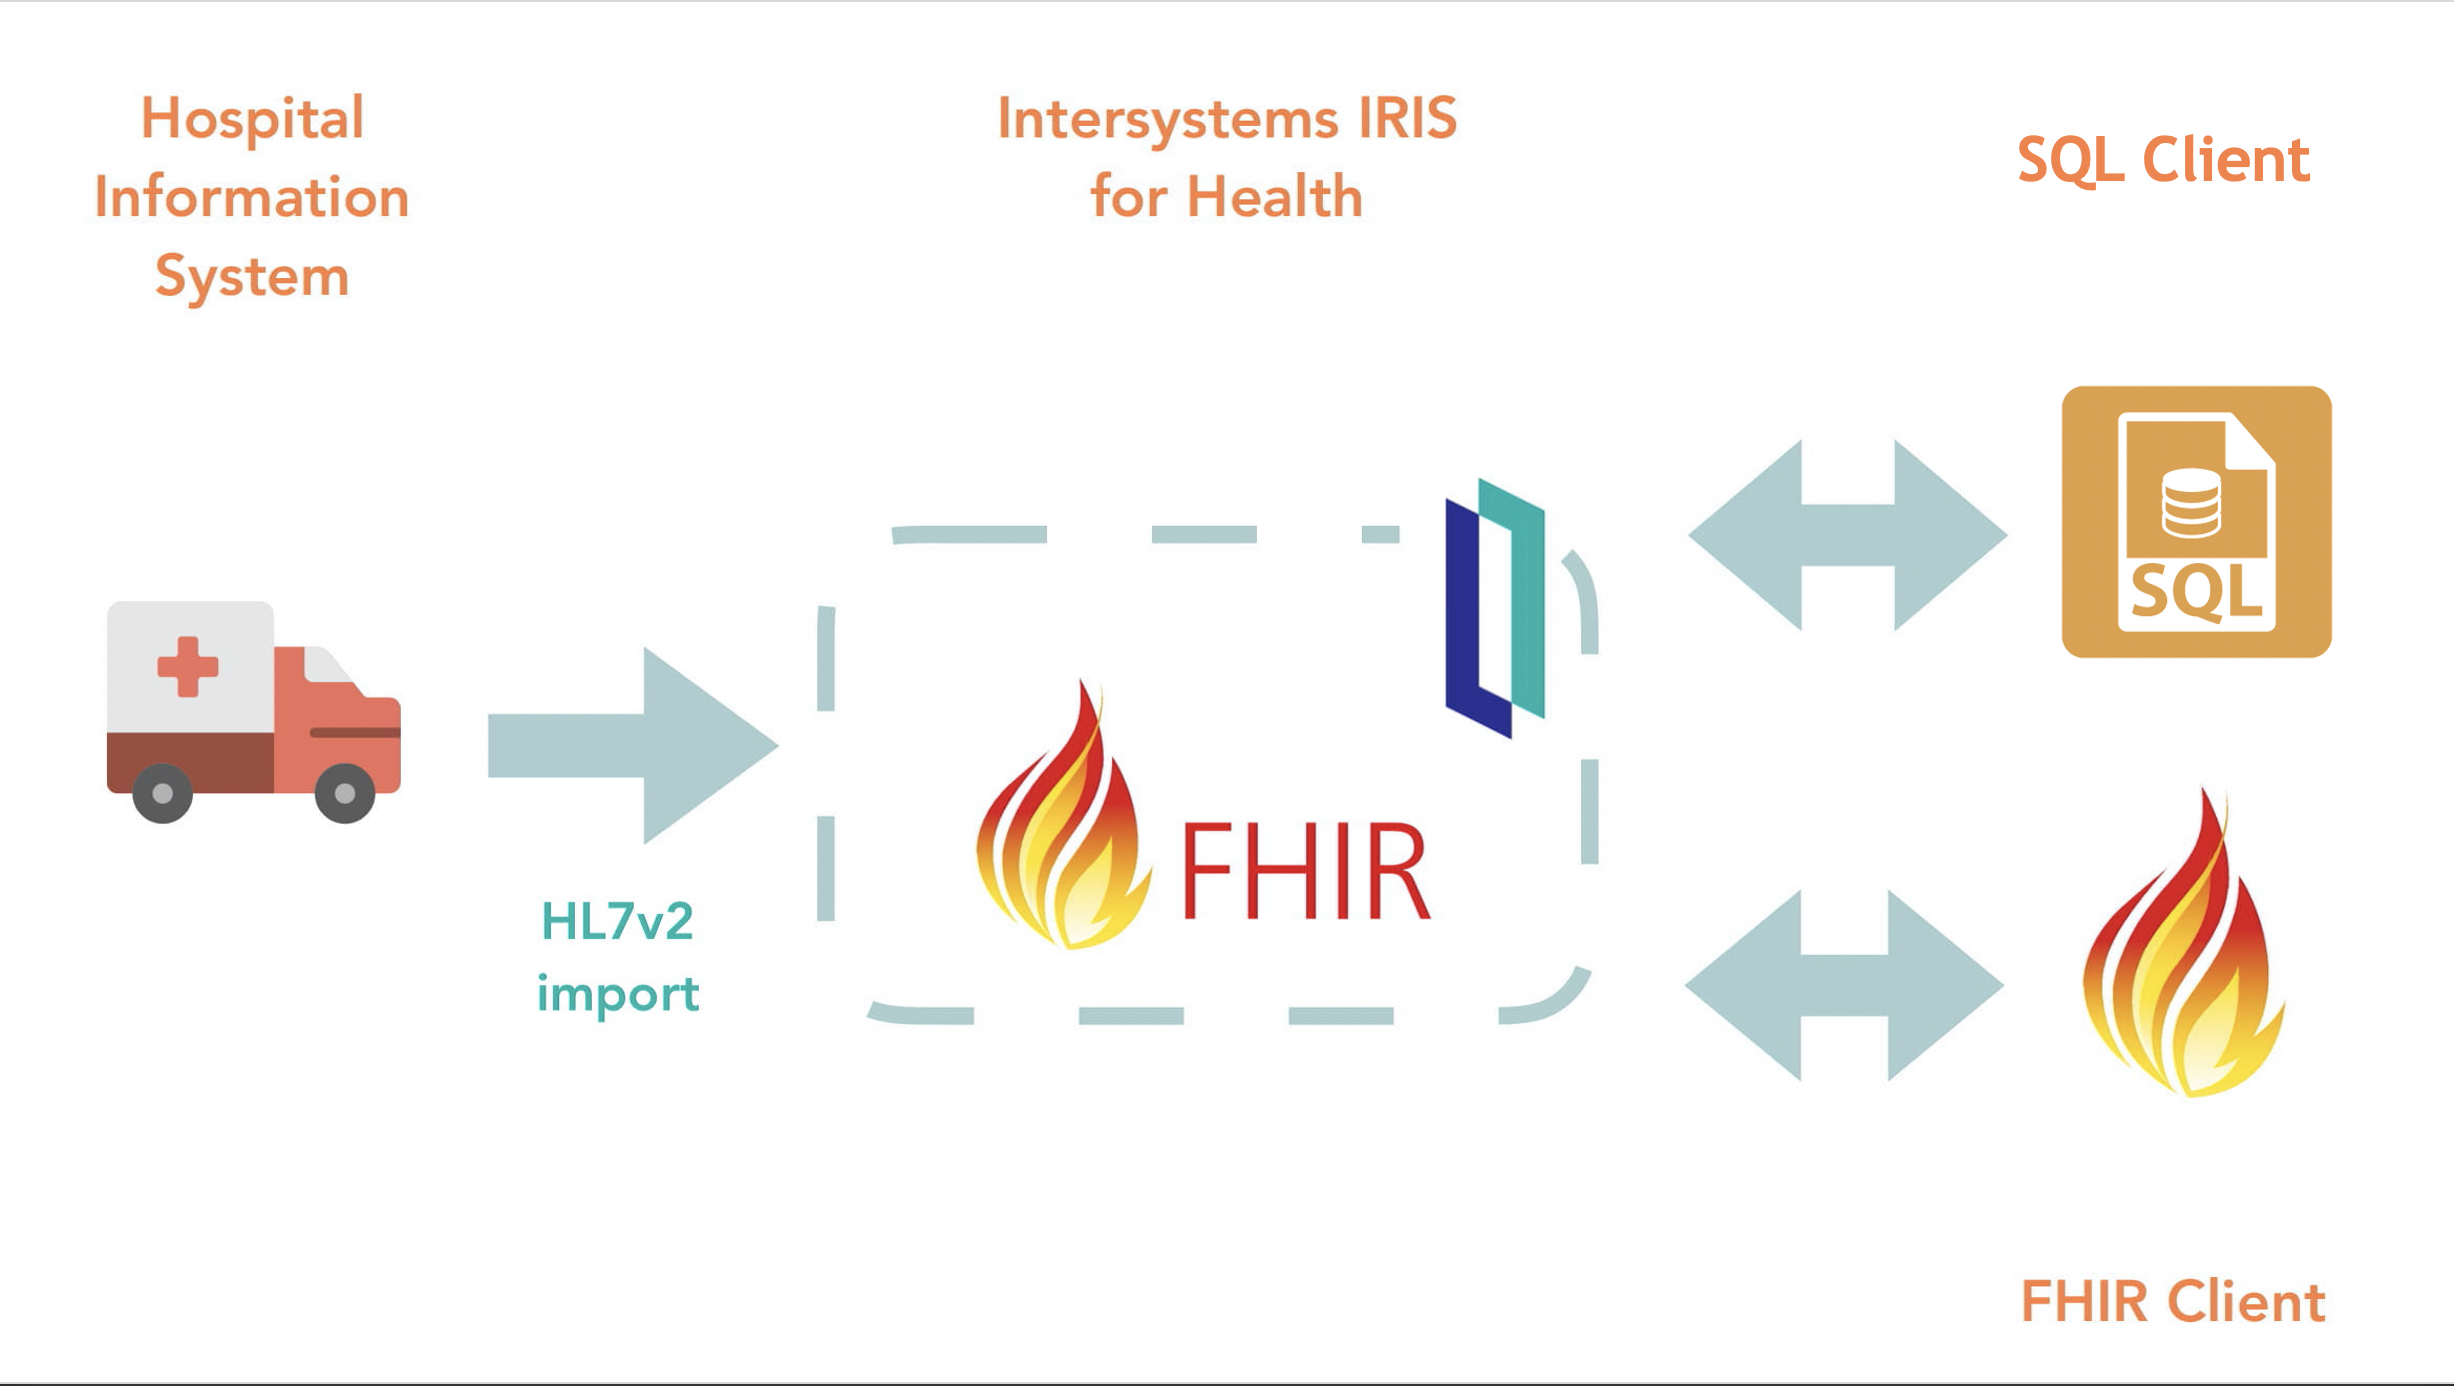 Hospital
Information
System
Intersystems IRIS
for Health
SQL Client
SQL
FHIR
HL7v2
import
FHIR Client